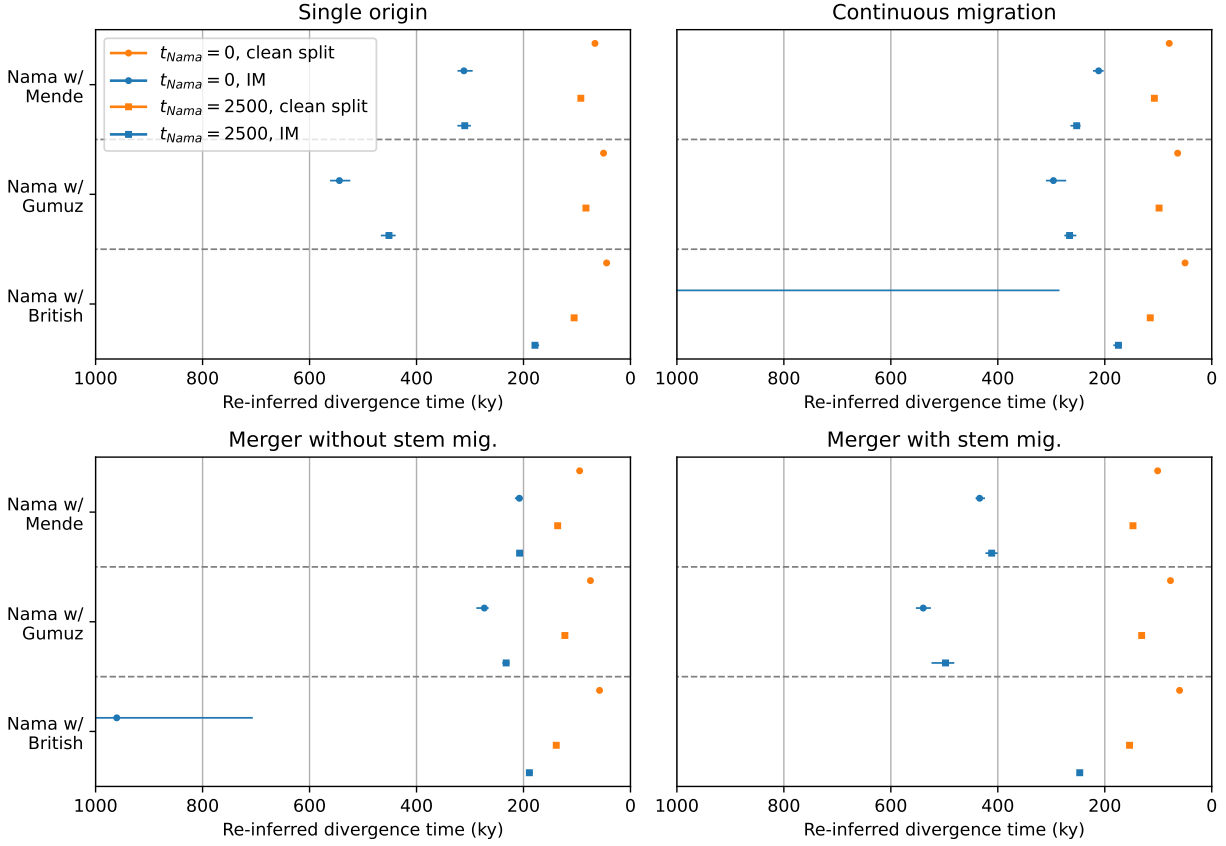 Single origin
t_Nama = 0, clean split
t_Nama = 0, IM
t_Nama = 2500, clean split
t_Nama = 2500, IM
Nama w/
Mende
Nama w/
Gumuz
Nama w/
British
1000 800 600 400 200 0
Re-inferred divergence time (ky)
Continuous migration
1000 800 600 400 200 0
Re-inferred divergence time (ky)
Merger without stem mig.
Nama w/
Mende
Nama w/
Gumuz
Nama w/
British
1000 800 600 400 200 0
Re-inferred divergence time (ky)
Merger with stem mig.
1000 800 600 400 200 0
Re-inferred divergence time (ky)